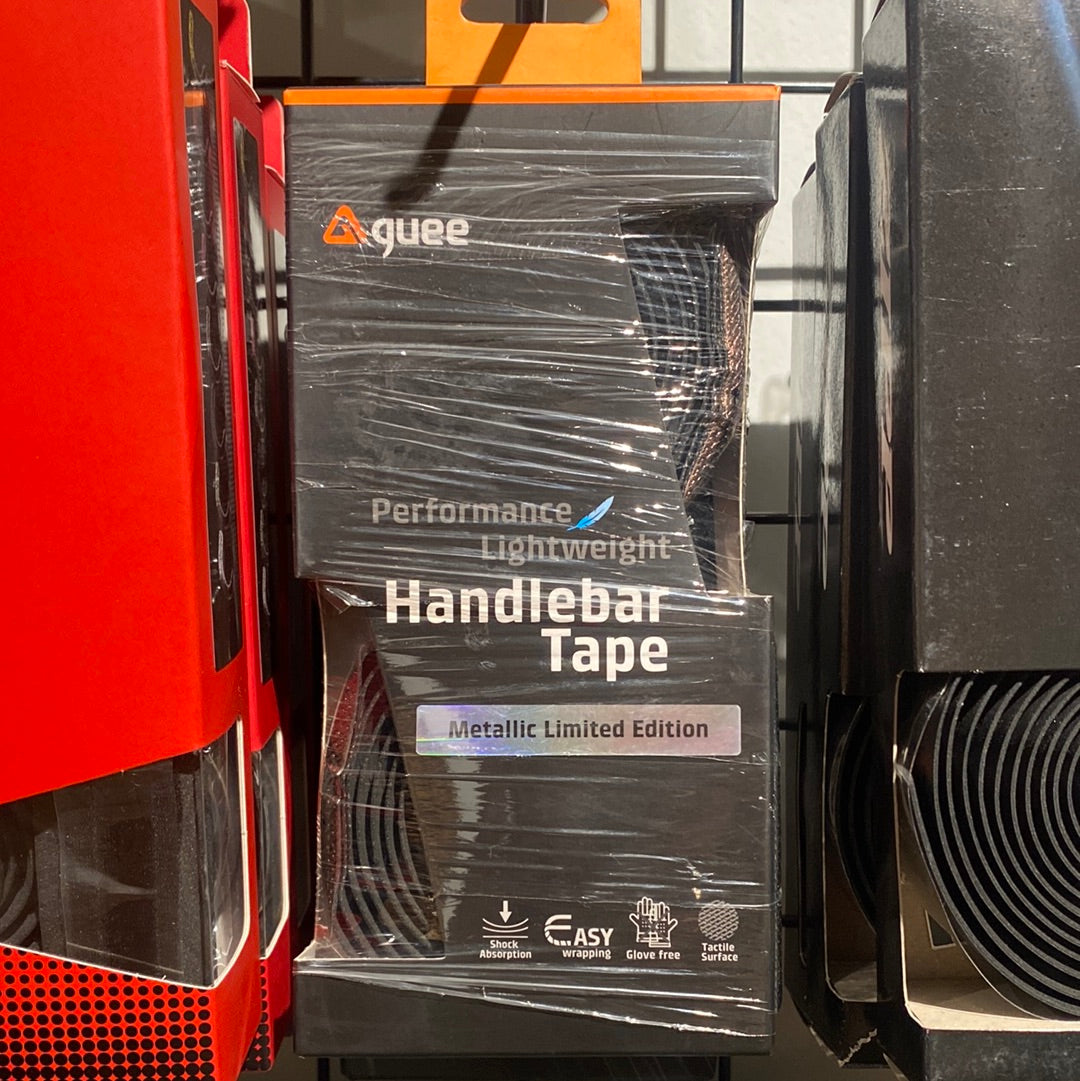 guee
Performance
Lightweight
Handlebar
Tape
Metallic Limited Edition
Shock
Absorption
EASY
wrapping
Glove free
Tactile
Surface